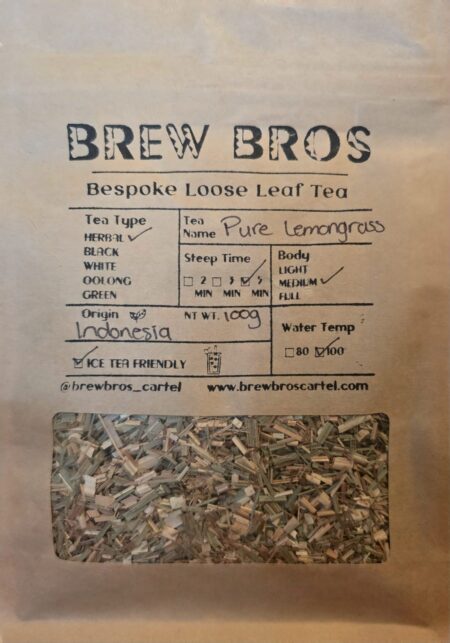 BREW BROS
Bespoke Loose Leaf Tea
Tea Type
HERBAL ✓
BLACK
WHITE
OOLONG
GREEN
Tea Name Pure Lemongrass
Steep Time
☐ 2 MIN ☐ 3 MIN ☑ 5 MIN
Body
LIGHT
MEDIUM ✓
FULL
Origin Indonesia
NT WT. 100g
Water Temp
☐ 80 ☑ 100
☑ ICE TEA FRIENDLY
@brewbros_cartel www.brewbroscartel.com